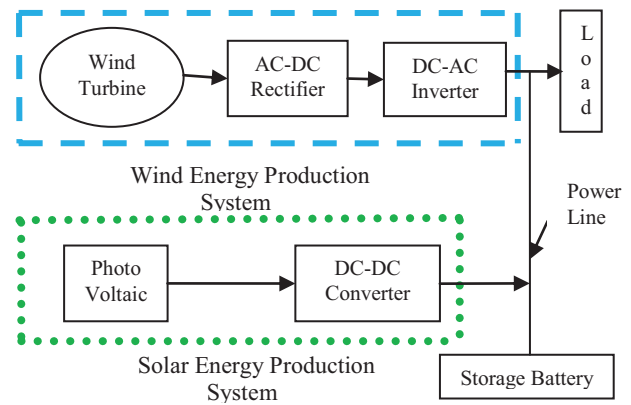 Wind
Turbine
AC-DC
Rectifier
DC-AC
Inverter
L
o
a
d
Wind Energy Production
System
Power
Line
Photo
Voltaic
DC-DC
Converter
Solar Energy Production
System
Storage Battery